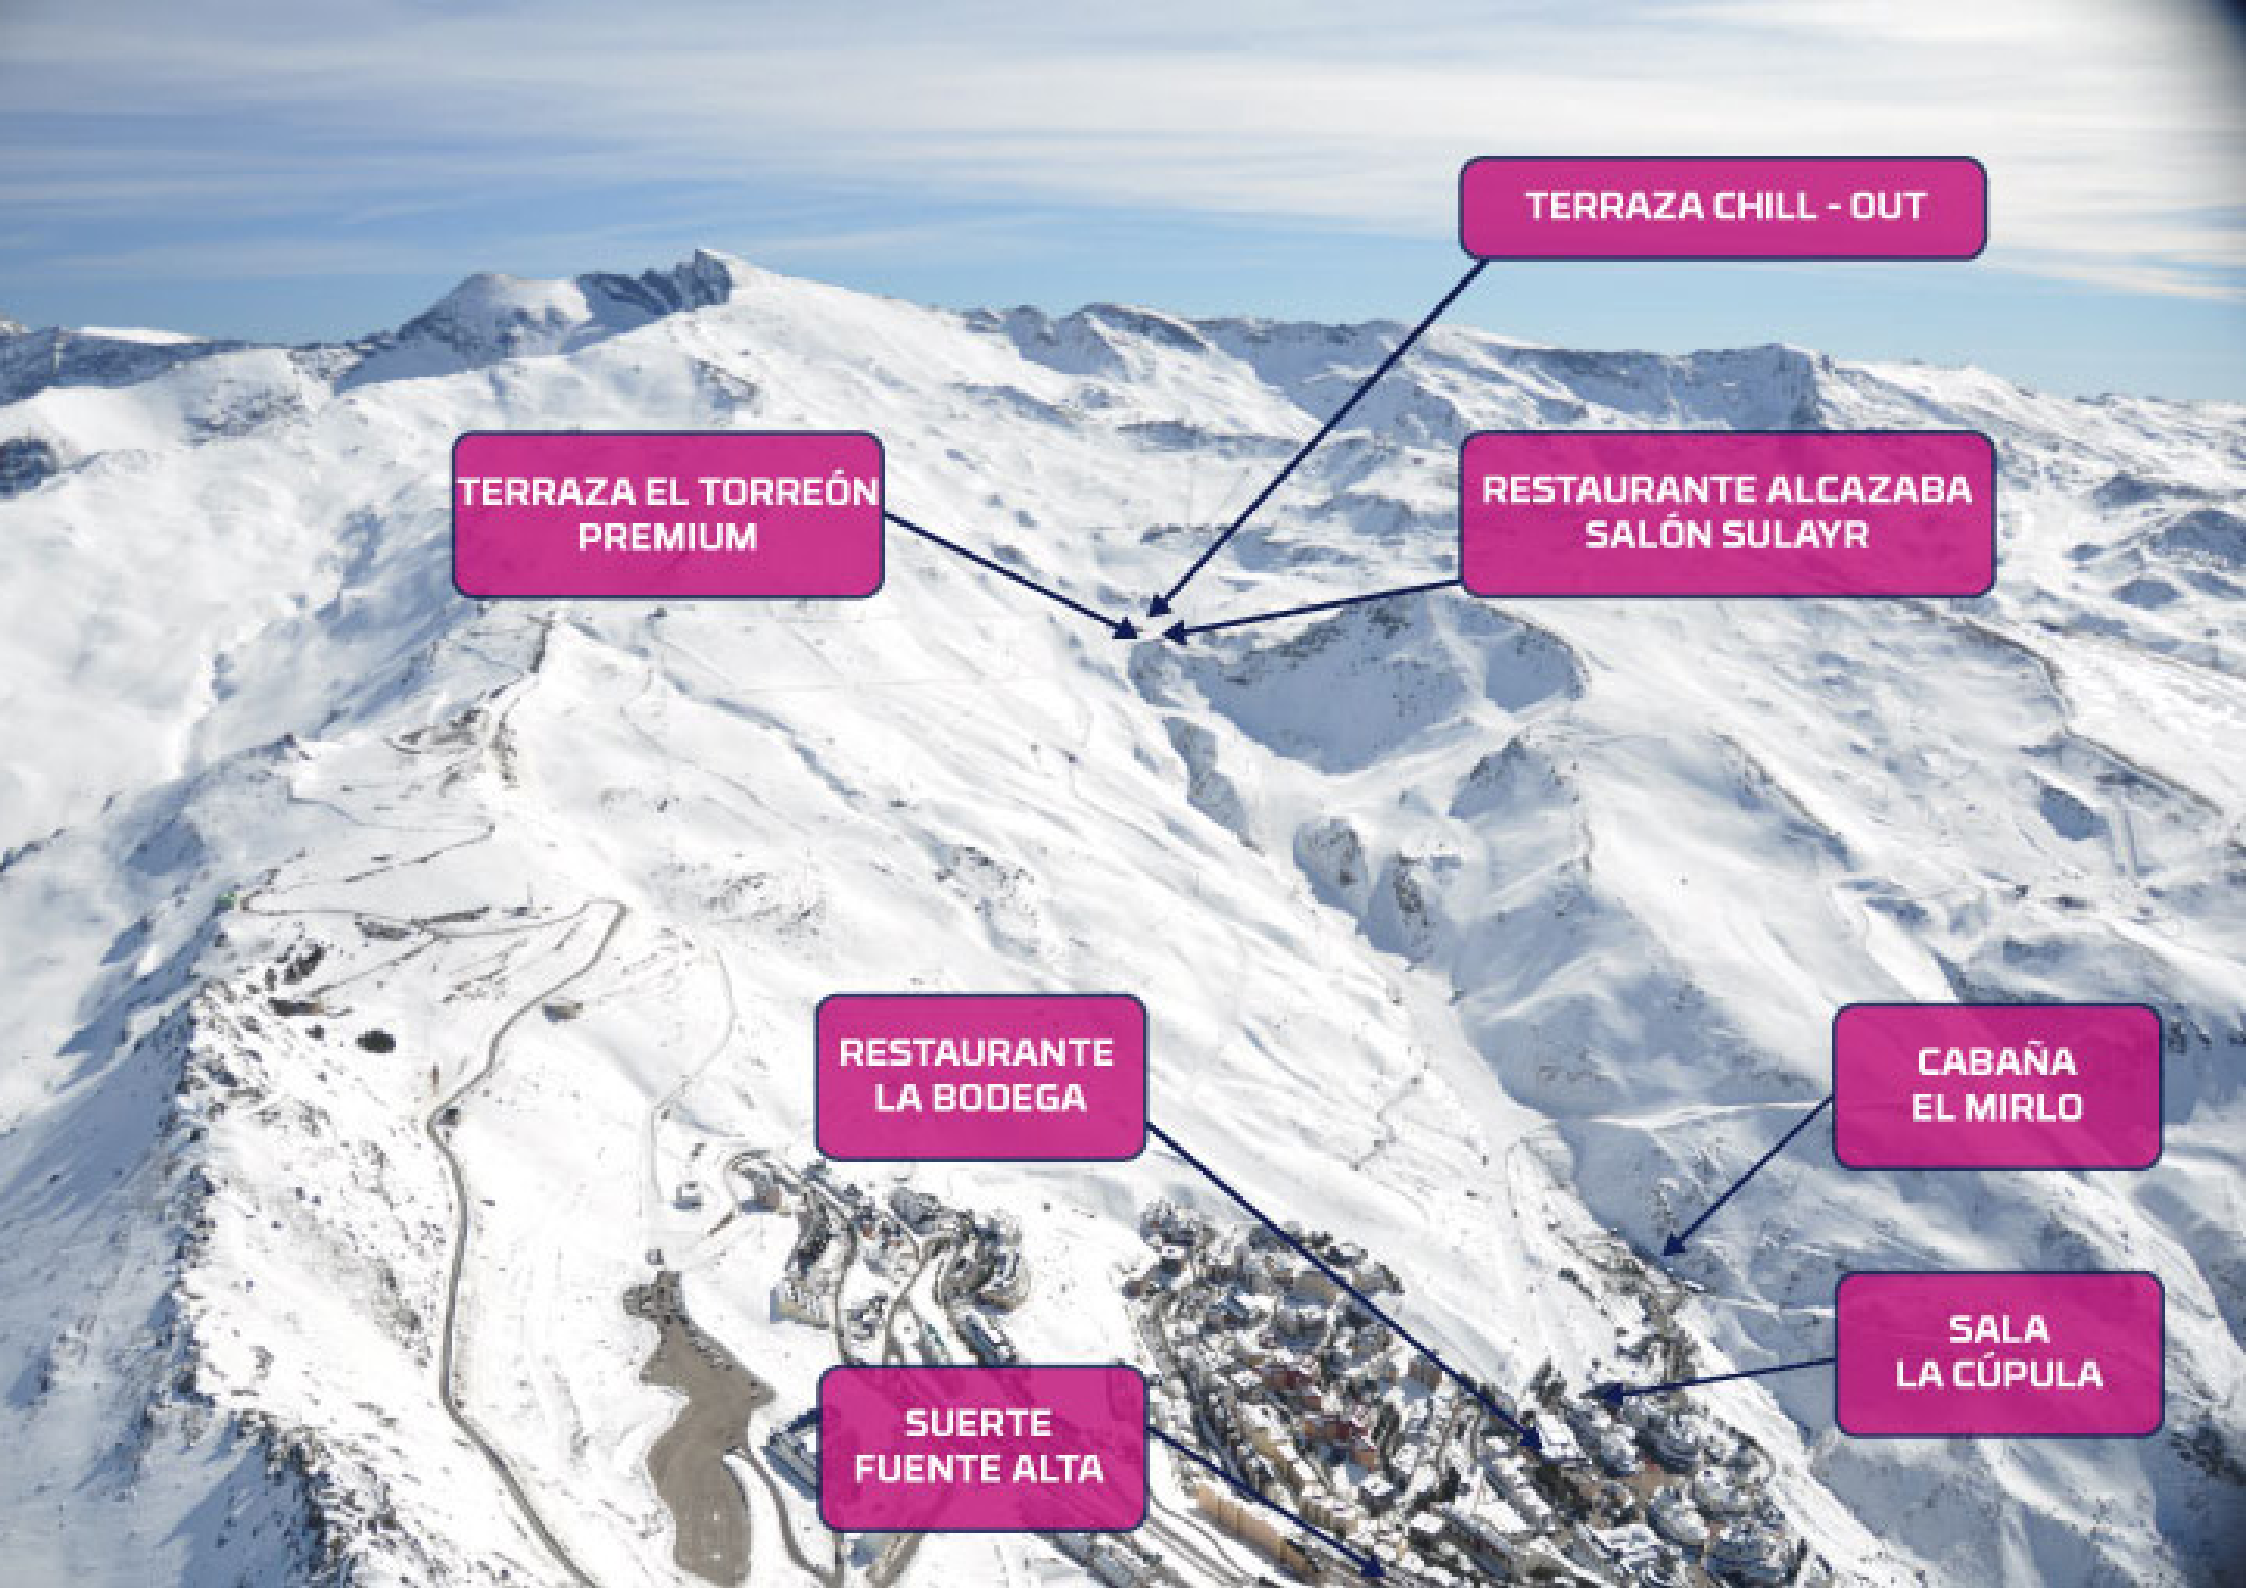 TERRAZA CHILL - OUT
TERRAZA EL TORREÓN
PREMIUM
RESTAURANTE ALCAZABA
SALÓN SULAYR
RESTAURANTE
LA BODEGA
CABAÑA
EL MIRLO
SALA
LA CÚPULA
SUERTE
FUENTE ALTA